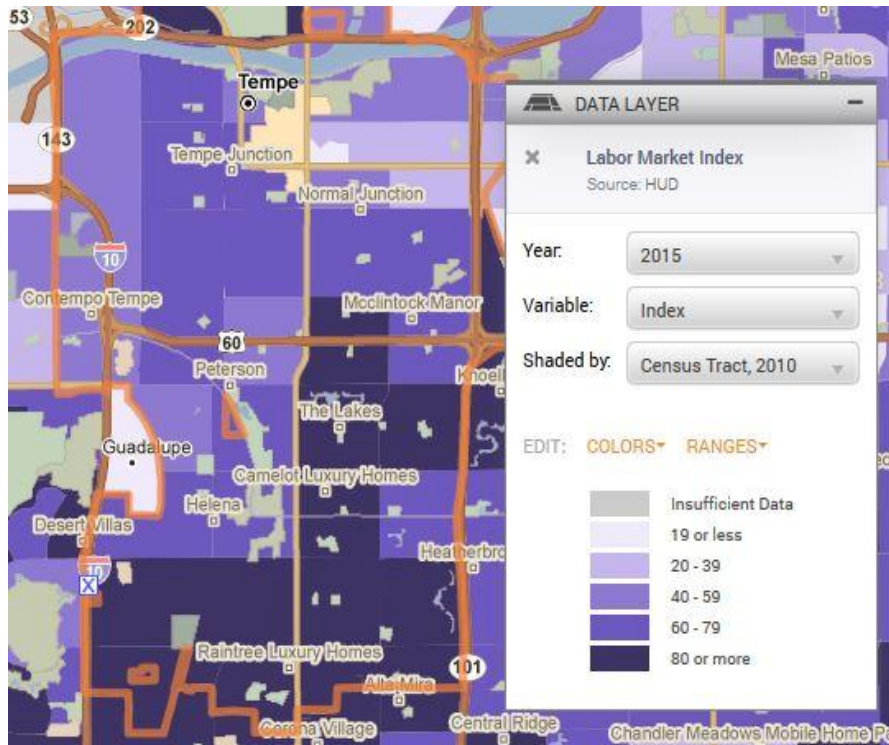 53
202
Tempe
Mesa Patios
143
Tempe Junction
Normal Junction
10
Contempo Tempe
Mcclintock Manor
60
Peterson
The Lakes
Guadalupe
Camelot Luxury Homes
Helena
Desert Villas
10
X
Raintree Luxury Homes
101
Alta Mira
Corona Village
Central Ridge
Chandler Meadows Mobile Home P
DATA LAYER
Labor Market Index
Source: HUD
Year:
2015
Variable:
Index
Shaded by:
Census Tract, 2010
EDIT: COLORS RANGES
Insufficient Data
19 or less
20 - 39
40 - 59
60 - 79
80 or more